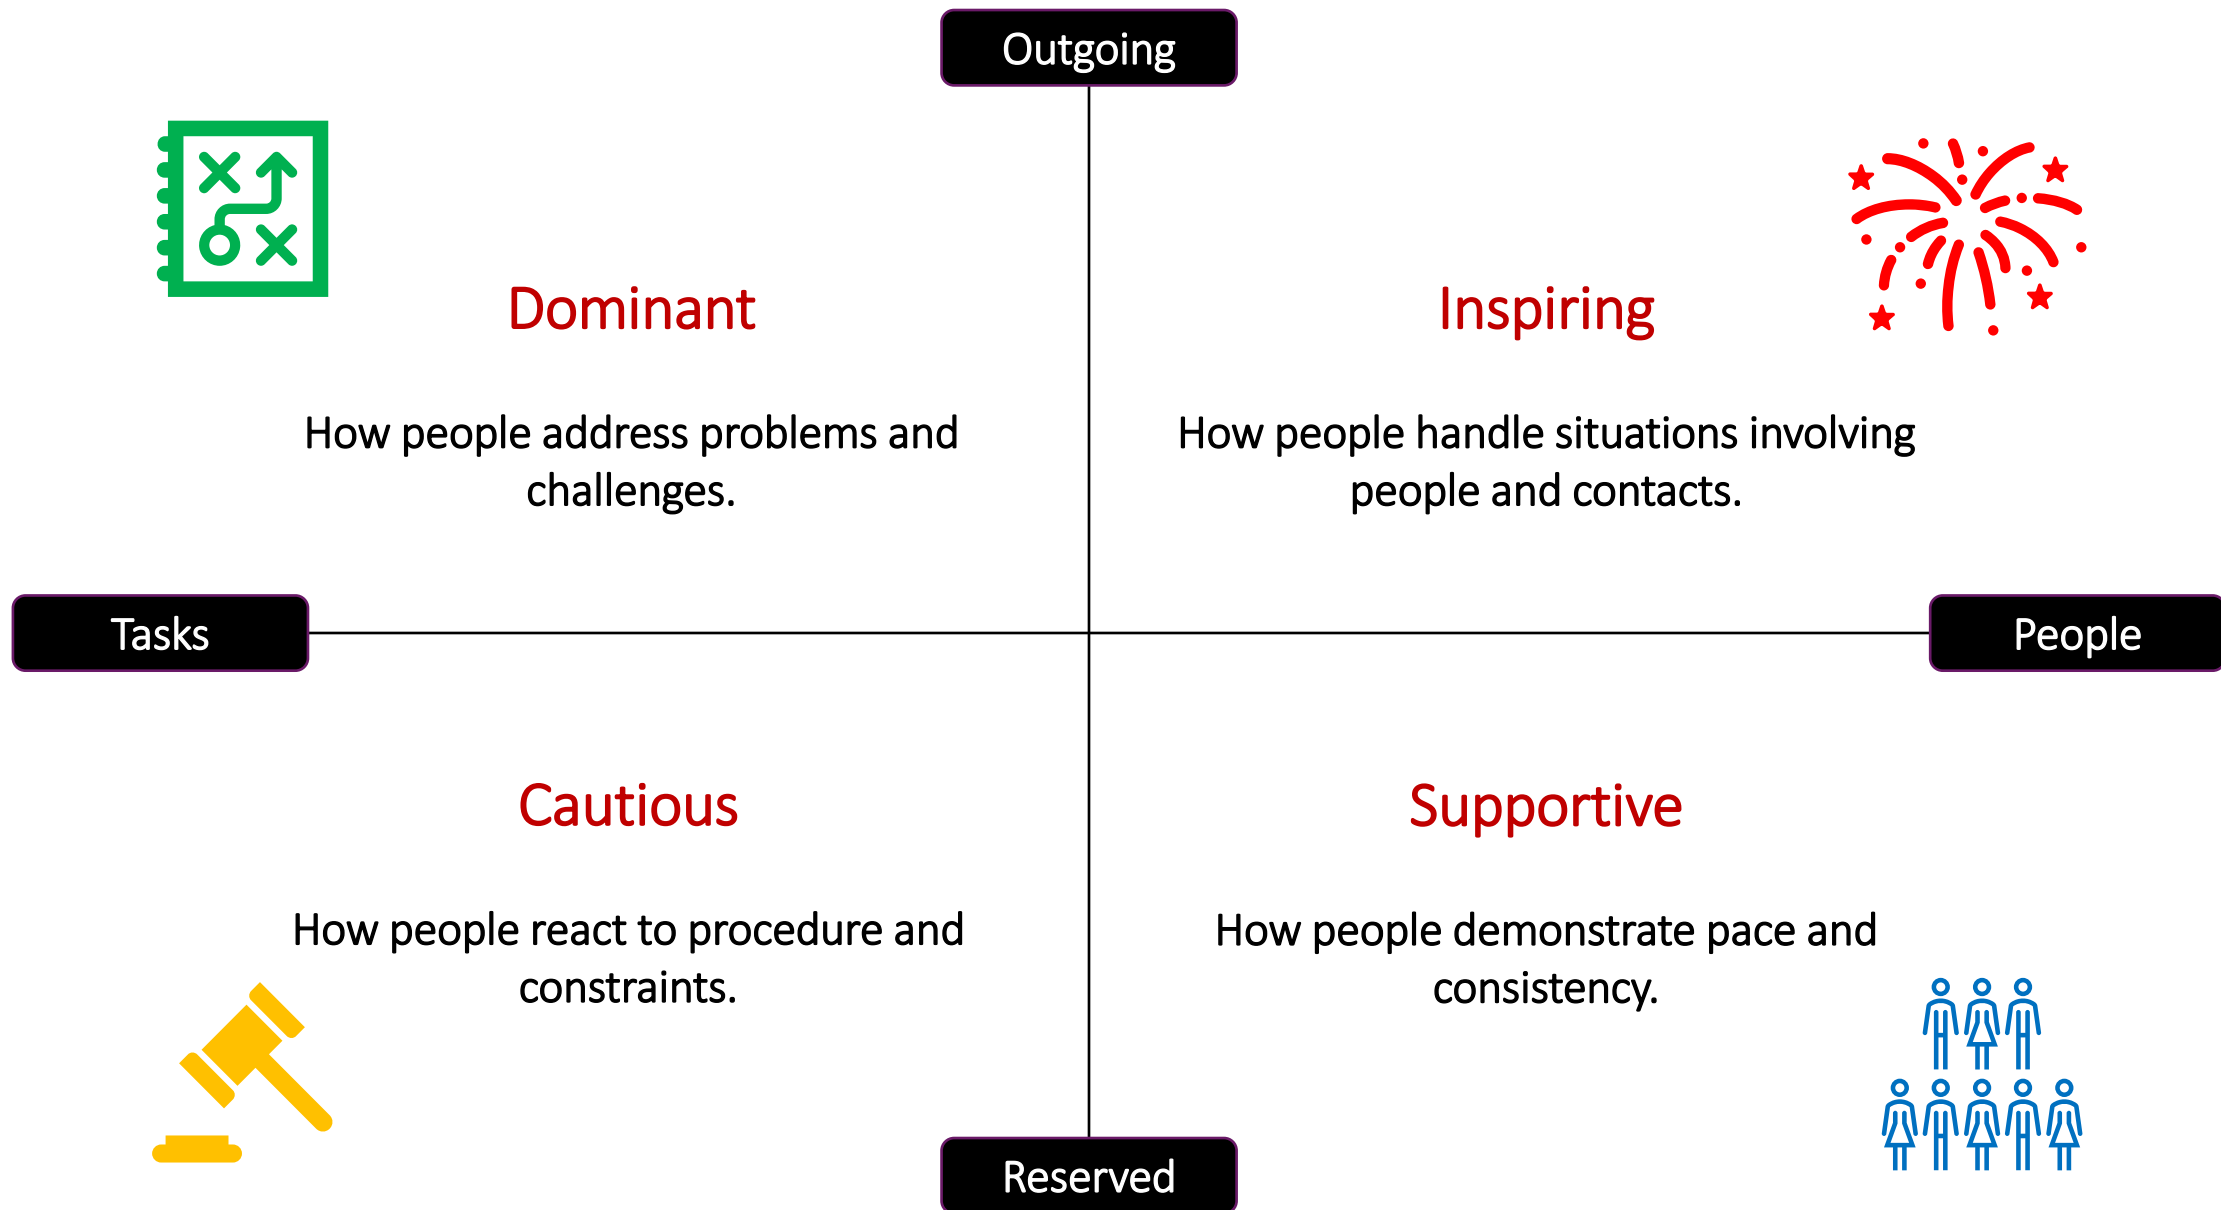 Outgoing
Dominant
How people address problems and
challenges.
Inspiring
How people handle situations involving
people and contacts.
Tasks
People
Cautious
How people react to procedure and
constraints.
Supportive
How people demonstrate pace and
consistency.
Reserved